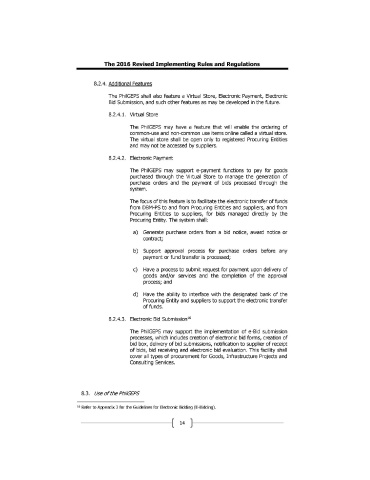 The 2016 Revised Implementing Rules and Regulations
8.2.4. Additional Features
The PhilGEPS shall also feature a Virtual Store, Electronic Payment, Electronic
Bid Submission, and such other features as may be developed in the future.
8.2.4.1. Virtual Store
The PhilGEPS may have a feature that will enable the ordering of
common-use and non-common use items online called a virtual store.
The virtual store shall be open only to registered Procuring Entities
and may not be accessed by suppliers.
8.2.4.2. Electronic Payment
The PhilGEPS may support e-payment functions to pay for goods
purchased through the Virtual Store to manage the generation of
purchase orders and the payment of bids processed through the
system.
The focus of this feature is to facilitate the electronic transfer of funds
from DBM-PS to and from Procuring Entities and suppliers, and from
Procuring Entities to suppliers, for bids managed directly by the
Procuring Entity. The system shall:
a) Generate purchase orders from a bid notice, award notice or
contract;
b) Support approval process for purchase orders before any
payment or fund transfer is processed;
c) Have a process to submit request for payment upon delivery of
goods and/or services and the completion of the approval
process; and
d) Have the ability to interface with the designated bank of the
Procuring Entity and suppliers to support the electronic transfer
of funds.
8.2.4.3. Electronic Bid Submission
The PhilGEPS may support the implementation of e-Bid submission
processes, which includes creation of electronic bid forms, creation of
bid box, delivery of bid submissions, notification to supplier of receipt
of bids, bid receiving and electronic bid evaluation. This facility shall
cover all types of procurement for Goods, Infrastructure Projects and
Consulting Services.
8.3. Use of the PhilGEPS
Refer to Appendix 3 for the Guidelines for Electronic Bidding (E-Bidding).
14